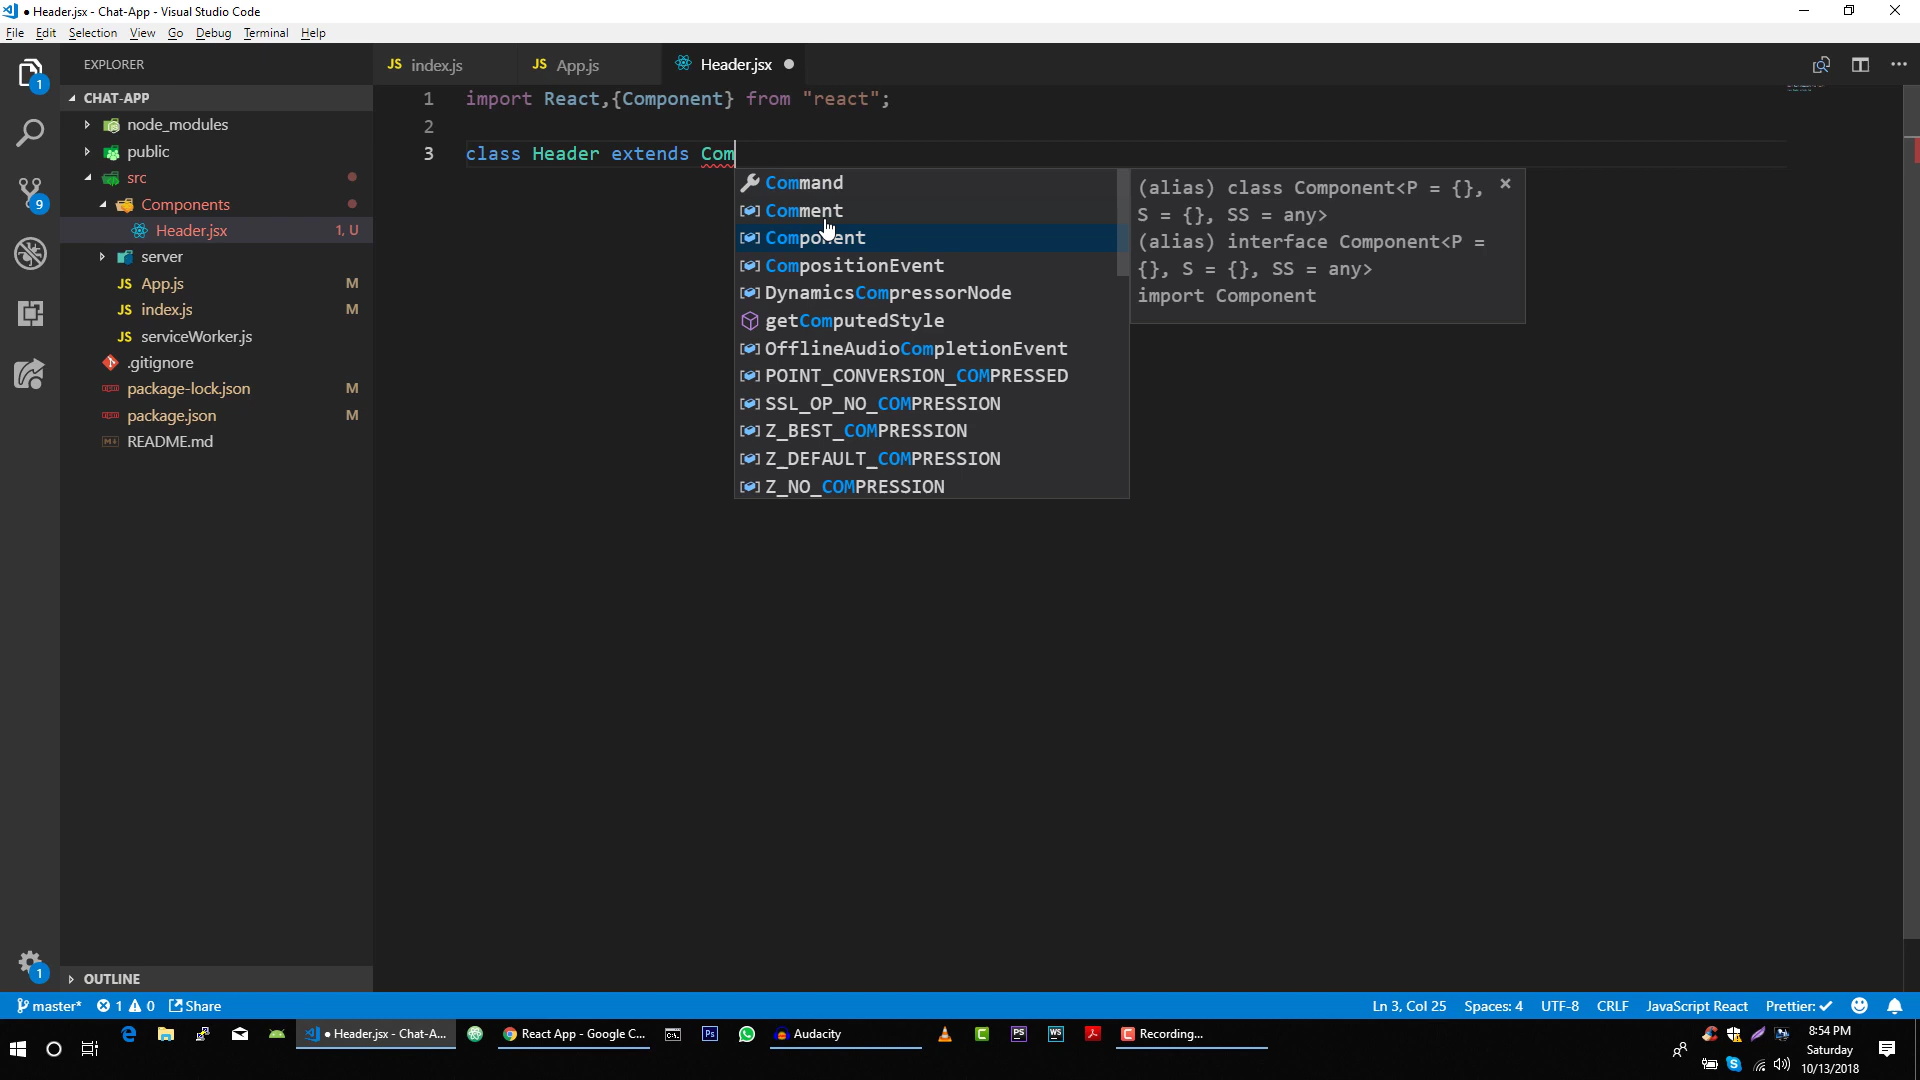 Header.jsx - Chat-App - Visual Studio Code
File Edit Selection View Go Debug Terminal Help
EXPLORER
JS index.js
JS App.js
Header.jsx
1
9
1
CHAT-APP
node_modules
public
src
Components
Header.jsx 1, U
server
JS App.js M
JS index.js M
JS serviceWorker.js
.gitignore
package-lock.json M
package.json M
README.md
OUTLINE
1 import React,{Component} from "react";
2
3 class Header extends Com
Command
Comment
Component
CompositionEvent
DynamicsCompressorNode
getComputedStyle
OfflineAudioCompletionEvent
POINT_CONVERSION_COMPRESSED
SSL_OP_NO_COMPRESSION
Z_BEST_COMPRESSION
Z_DEFAULT_COMPRESSION
Z_NO_COMPRESSION
(alias) class Component<P = {},
S = {}, SS = any>
(alias) interface Component<P =
{}, S = {}, SS = any>
import Component
master* 1 0 Share Ln 3, Col 25 Spaces: 4 UTF-8 CRLF JavaScript React Prettier: ✓
Header.jsx - Chat-A...
React App - Google C...
Ps
PS
WS
Audacity
Recording...
8:54 PM
Saturday
10/13/2018